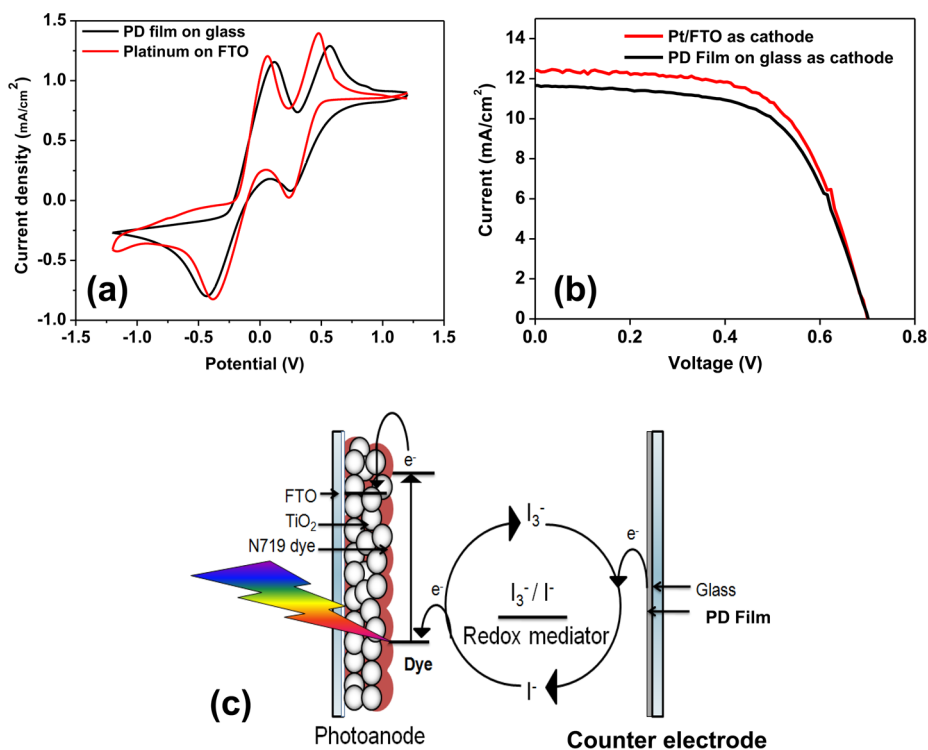 (a)
1.5
1.0
0.5
0.0
0.5
-1.0
-1.5 -1.0 -0.5 0.0 0.5 1.0 1.5
Current density (mA/cm²)
Potential (V)
PD film on glass
Platinum on FTO
(b)
14
12
10
8
6
4
2
0
0.0 0.2 0.4 0.6 0.8
Current (mA/cm²)
Voltage (V)
Pt/FTO as cathode
PD Film on glass as cathode
e⁻
FTO
TiO₂
N719 dye
e⁻
Dye
I₃⁻
I₃⁻/ I⁻
Redox mediator
I⁻
e⁻
Glass
PD Film
(c)
Photoanode
Counter electrode